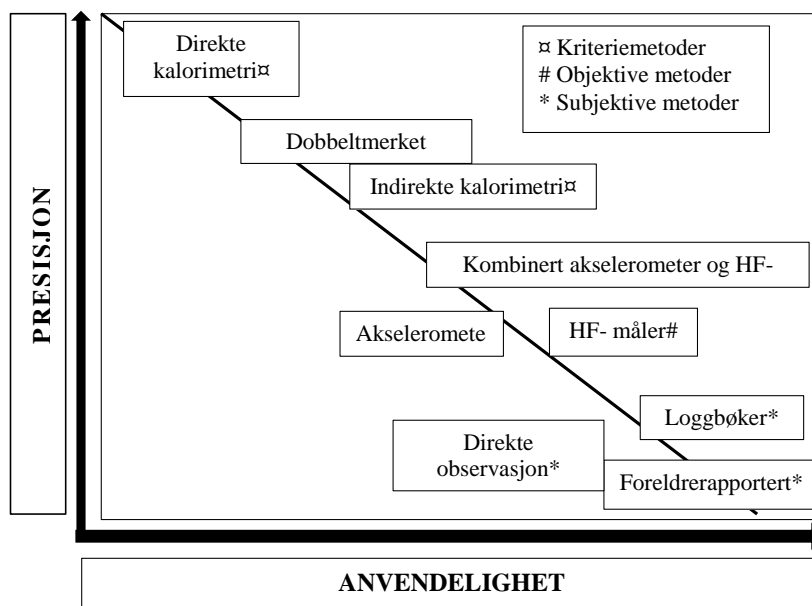 PRESISJON
Direkte
kalorimetri¤
¤ Kriteriemetoder
# Objektive metoder
* Subjektive metoder
Dobbeltmerket
Indirekte kalorimetri¤
Kombinert akselerometer og HF-
Akseleromete
HF- måler#
Loggbøker*
Direkte
observasjon*
Foreldrerapportert*
ANVENDELIGHET